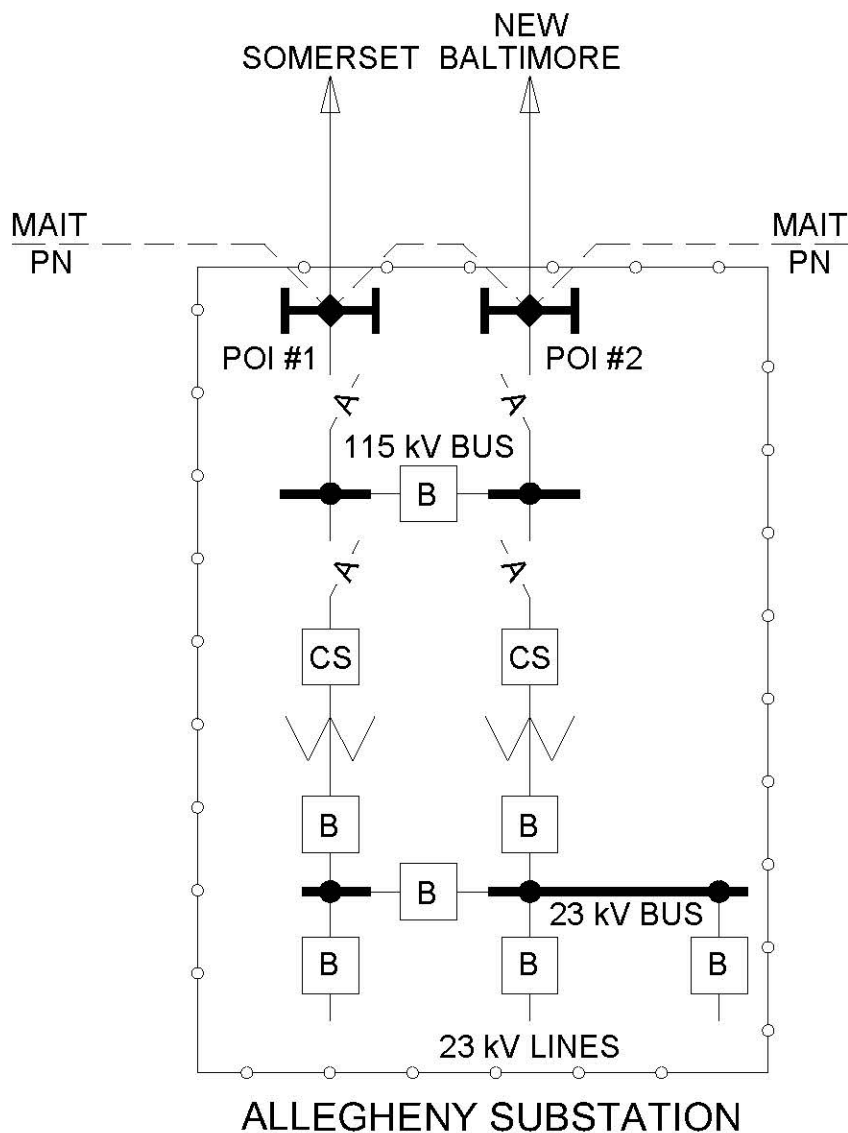 NEW
SOMERSET BALTIMORE
MAIT MAIT
PN PN
POI #1 POI #2
A A
115 kV BUS
B
A A
CS CS
B B
B
23 kV BUS
B B B
23 kV LINES
ALLEGHENY SUBSTATION